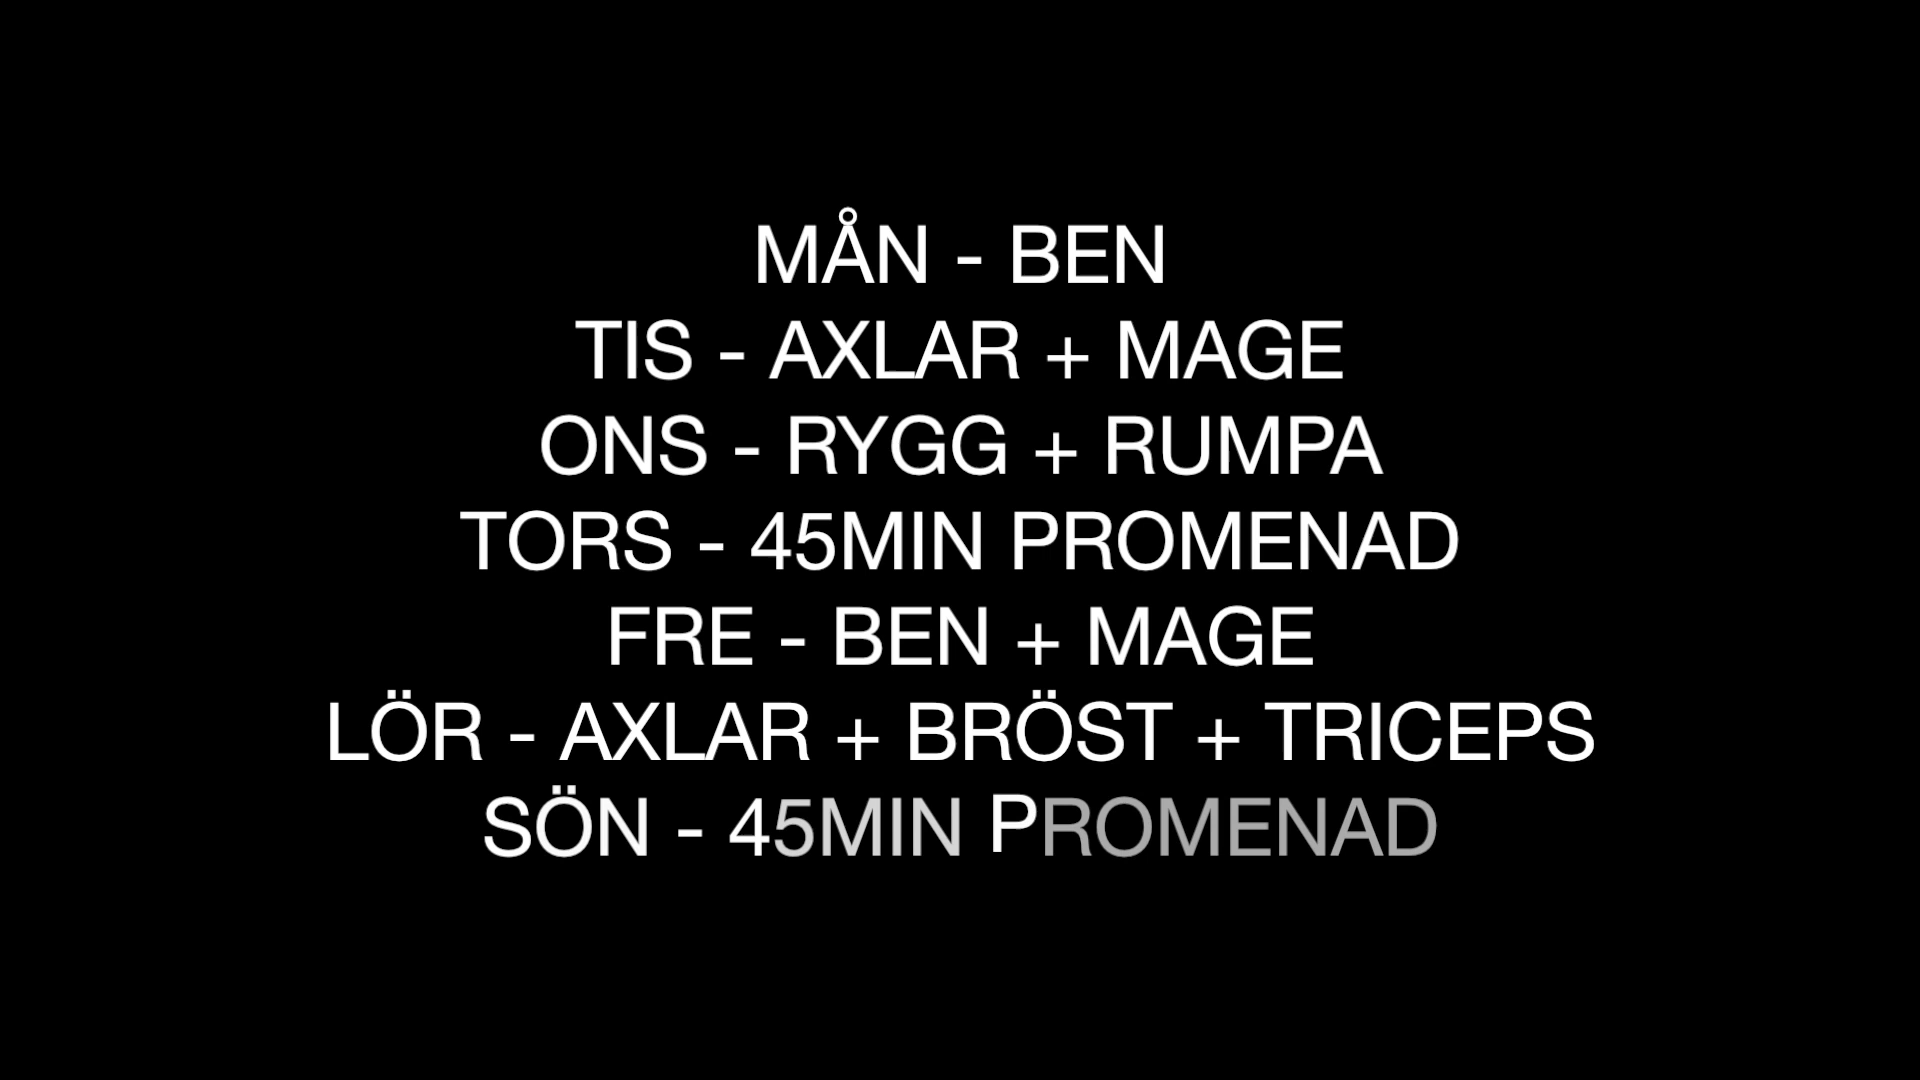 MÅN - BEN
TIS - AXLAR + MAGE
ONS - RYGG + RUMPA
TORS - 45MIN PROMENAD
FRE - BEN + MAGE
LÖR - AXLAR + BRÖST + TRICEPS
SÖN - 45MIN PROMENAD